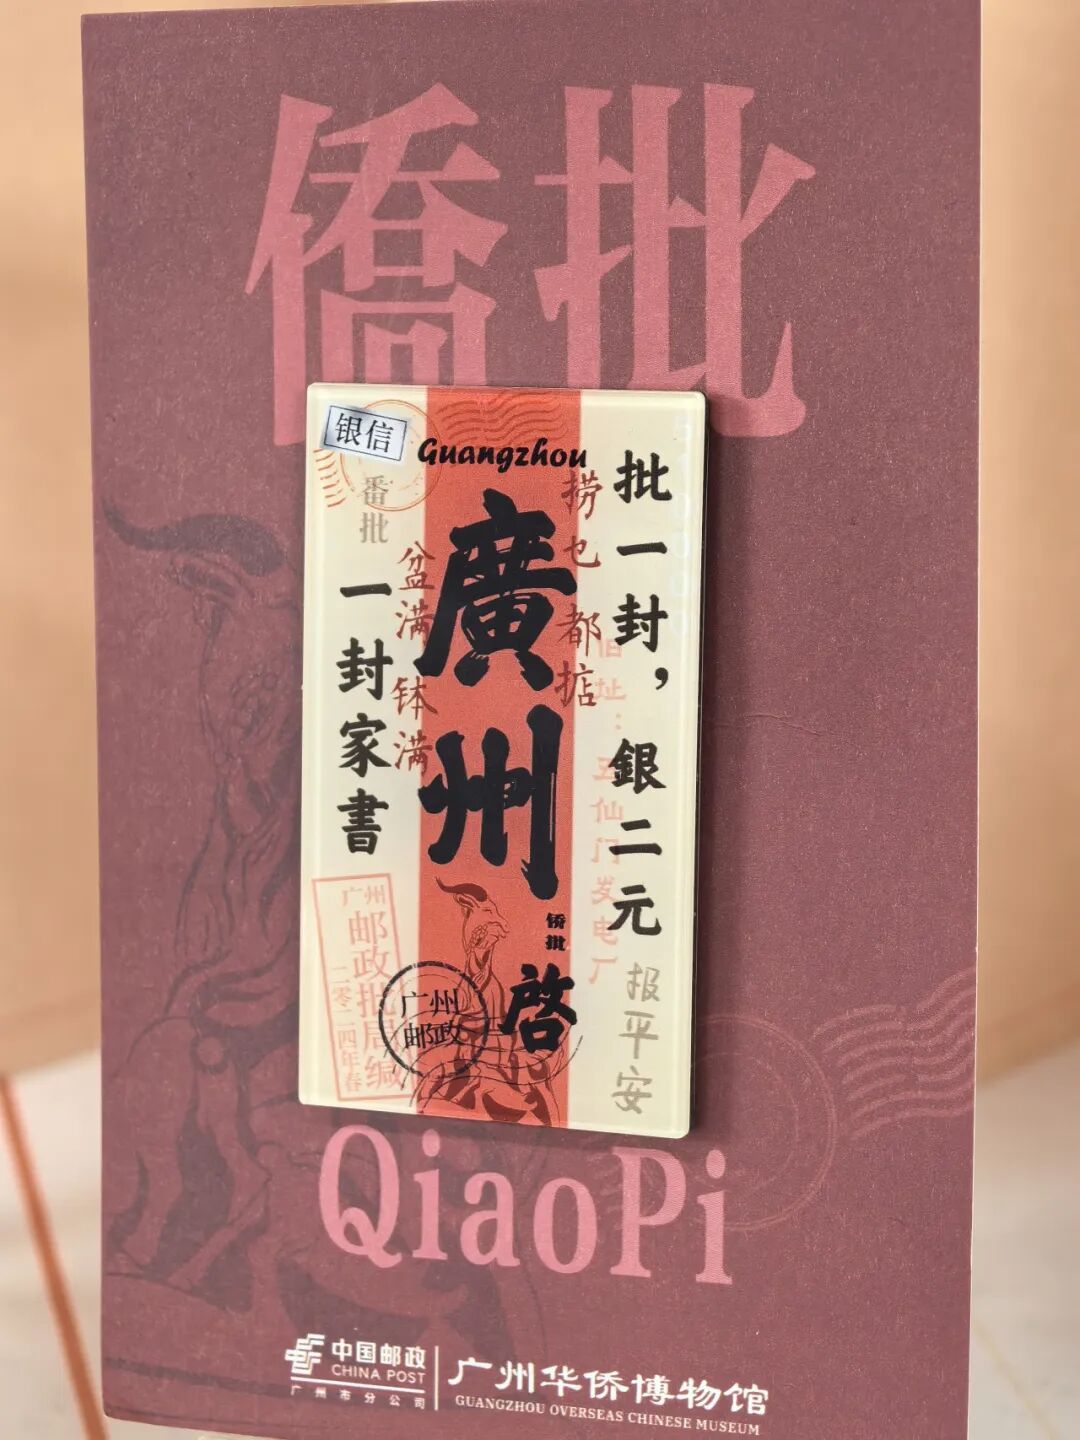 僑批
银信
Guangzhou
番批
批一封，銀二元
捞乜都掂
廣州
盆满钵满
一封家書
旧址：五仙门发电厂
侨批
啓
报平安
广州
邮政批局缄
二零二四年春
广州
邮政
QiaoPi
中国邮政
CHINA POST
广州市分公司
广州华侨博物馆
GUANGZHOU OVERSEAS CHINESE MUSEUM